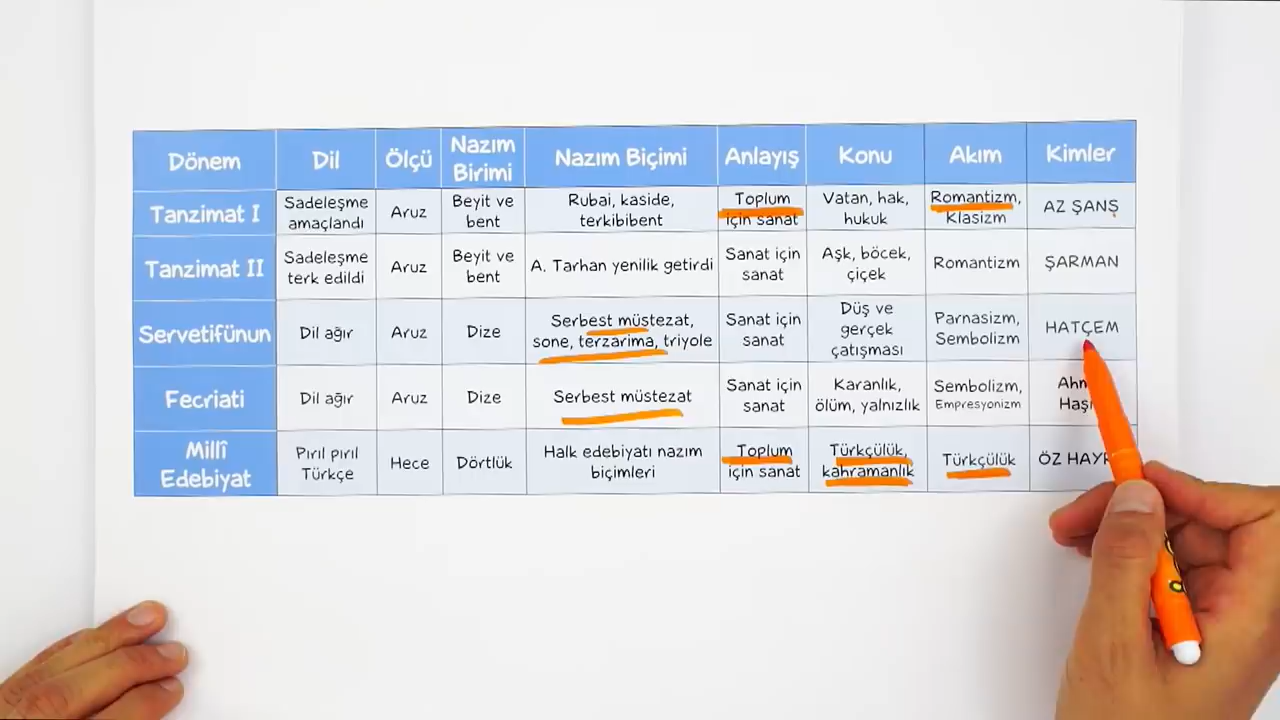 Dönem Dil Ölçü Nazım Birimi Nazım Biçimi Anlayış Konu Akım Kimler
Tanzimat I Sadeleşme amaçlandı Aruz Beyit ve bent Rubai, kaside, terkibibent Toplum için sanat Vatan, hak, hukuk Romantizm, Klasizm AZ ŞANŞ
Tanzimat II Sadeleşme terk edildi Aruz Beyit ve bent A. Tarhan yenilik getirdi Sanat için sanat Aşk, böcek, çiçek Romantizm ŞARMAN
Servetifünun Dil ağır Aruz Dize Serbest müstezat, sone, terzarima, triyole Sanat için sanat Düş ve gerçek çatışması Parnasizm, Sembolizm HATÇEM
Fecriati Dil ağır Aruz Dize Serbest müstezat Sanat için sanat Karanlık, ölüm, yalnızlık Sembolizm, Empresyonizm
Millî Edebiyat Pırıl pırıl Türkçe Hece Dörtlük Halk edebiyatı nazım biçimleri Toplum için sanat Türkçülük, kahramanlık Türkçülük ÖZ